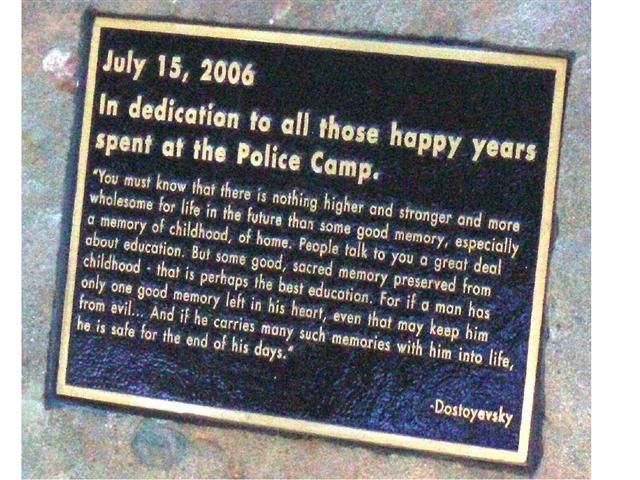 July 15, 2006
In dedication to all those happy years
spent at the Police Camp.
"You must know that there is nothing higher and stronger and more
wholesome for life in the future than some good memory, especially
a memory of childhood, of home. People talk to you a great deal
about education. But some good, sacred memory preserved from
childhood - that is perhaps the best education. For if a man has
only one good memory left in his heart, even that may keep him
from evil... And if he carries many such memories with him into life,
he is safe for the end of his days."
-Dostoyevsky